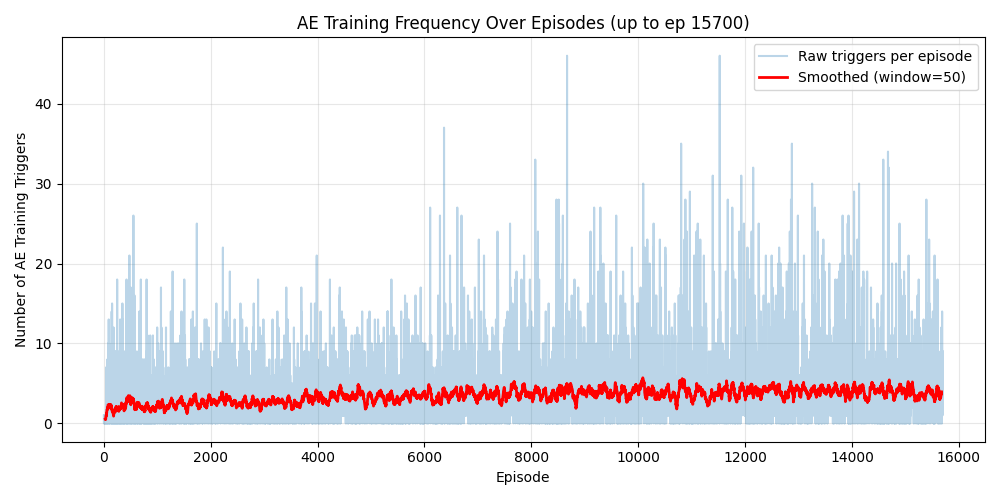 AE Training Frequency Over Episodes (up to ep 15700)
Raw triggers per episode
Smoothed (window=50)
Number of AE Training Triggers
40
30
20
10
0
0 2000 4000 6000 8000 10000 12000 14000 16000
Episode